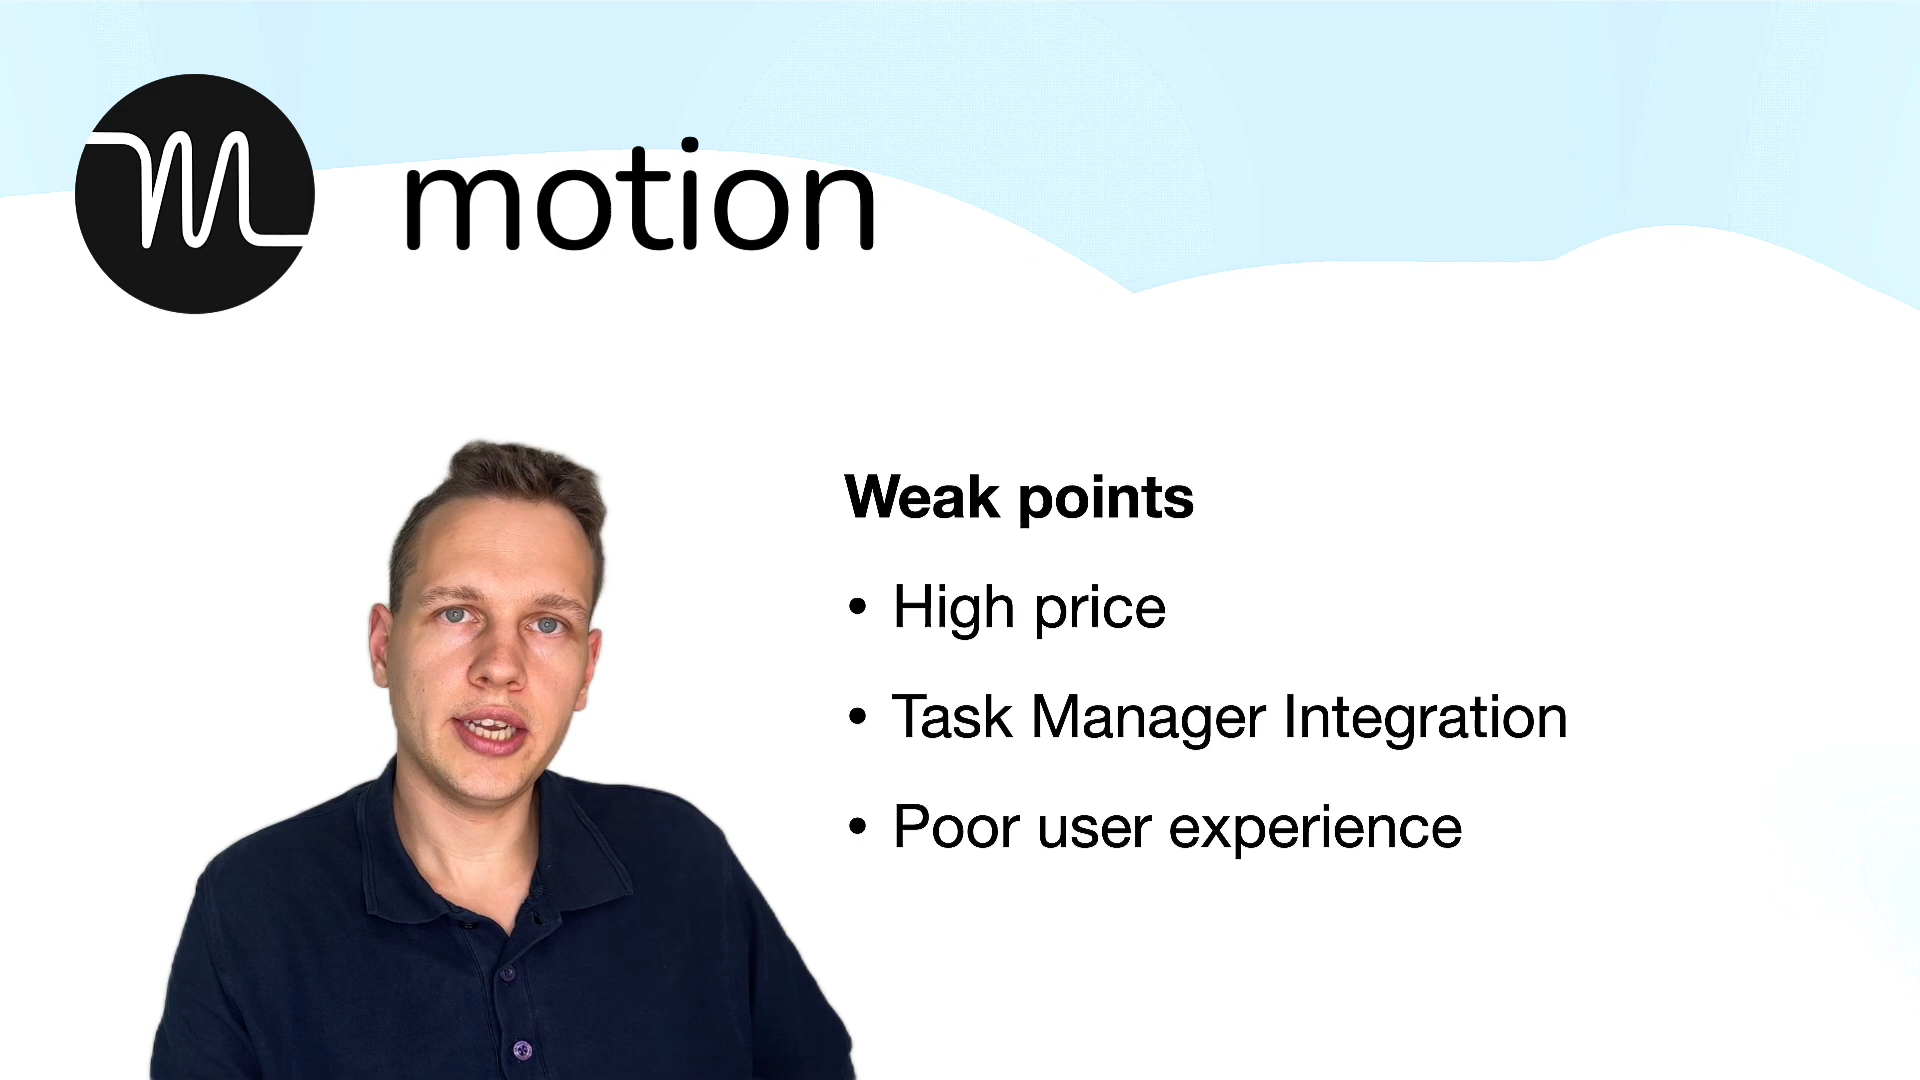 motion
Weak points
• High price
• Task Manager Integration
• Poor user experience